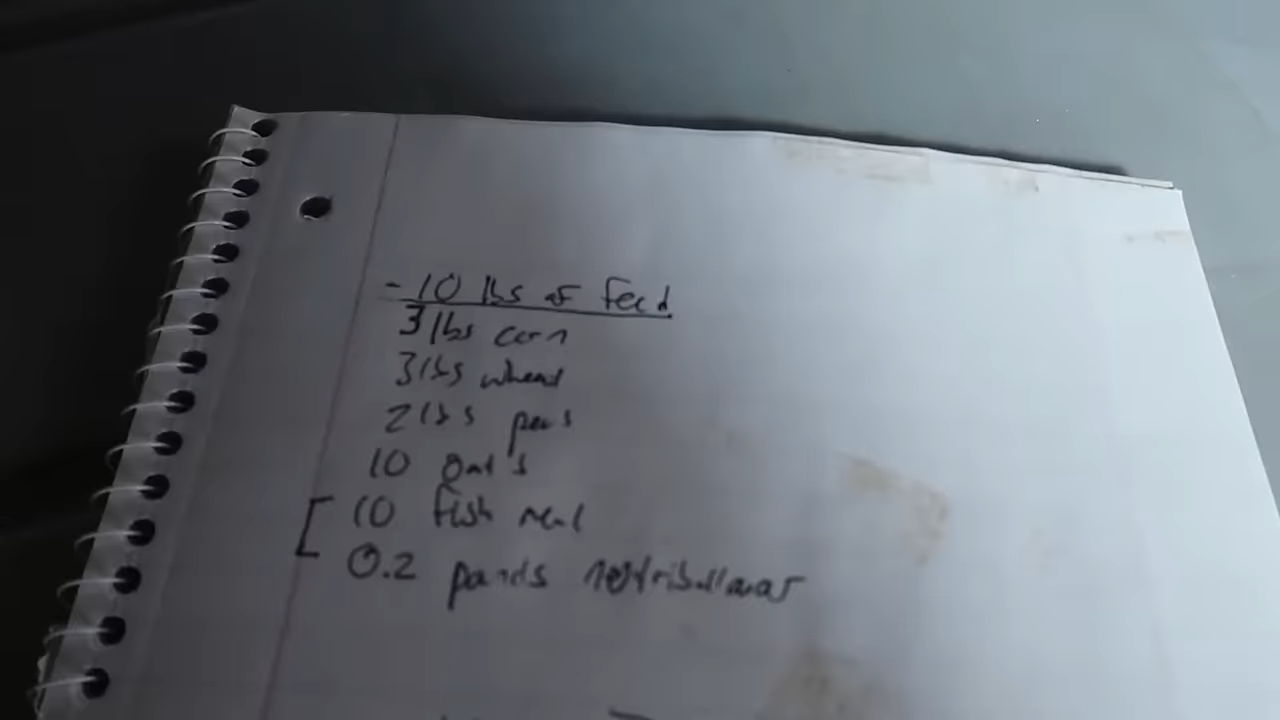 - 10 lbs of feed
3 lbs corn
3 lbs wheat
2 lbs peas
10 oats
10 fish meal
0.2 pounds